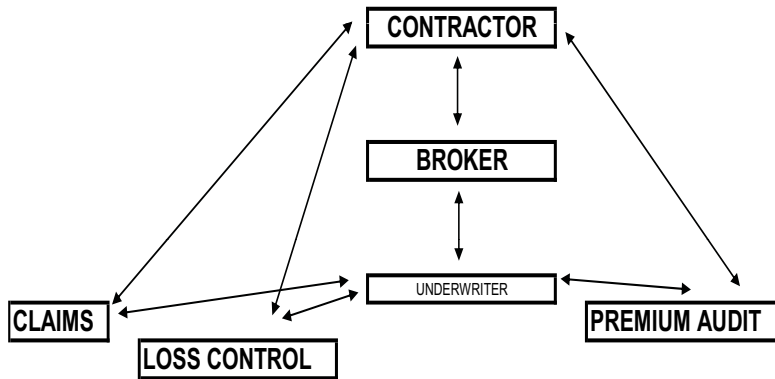 CONTRACTOR
BROKER
UNDERWRITER
CLAIMS
PREMIUM AUDIT
LOSS CONTROL